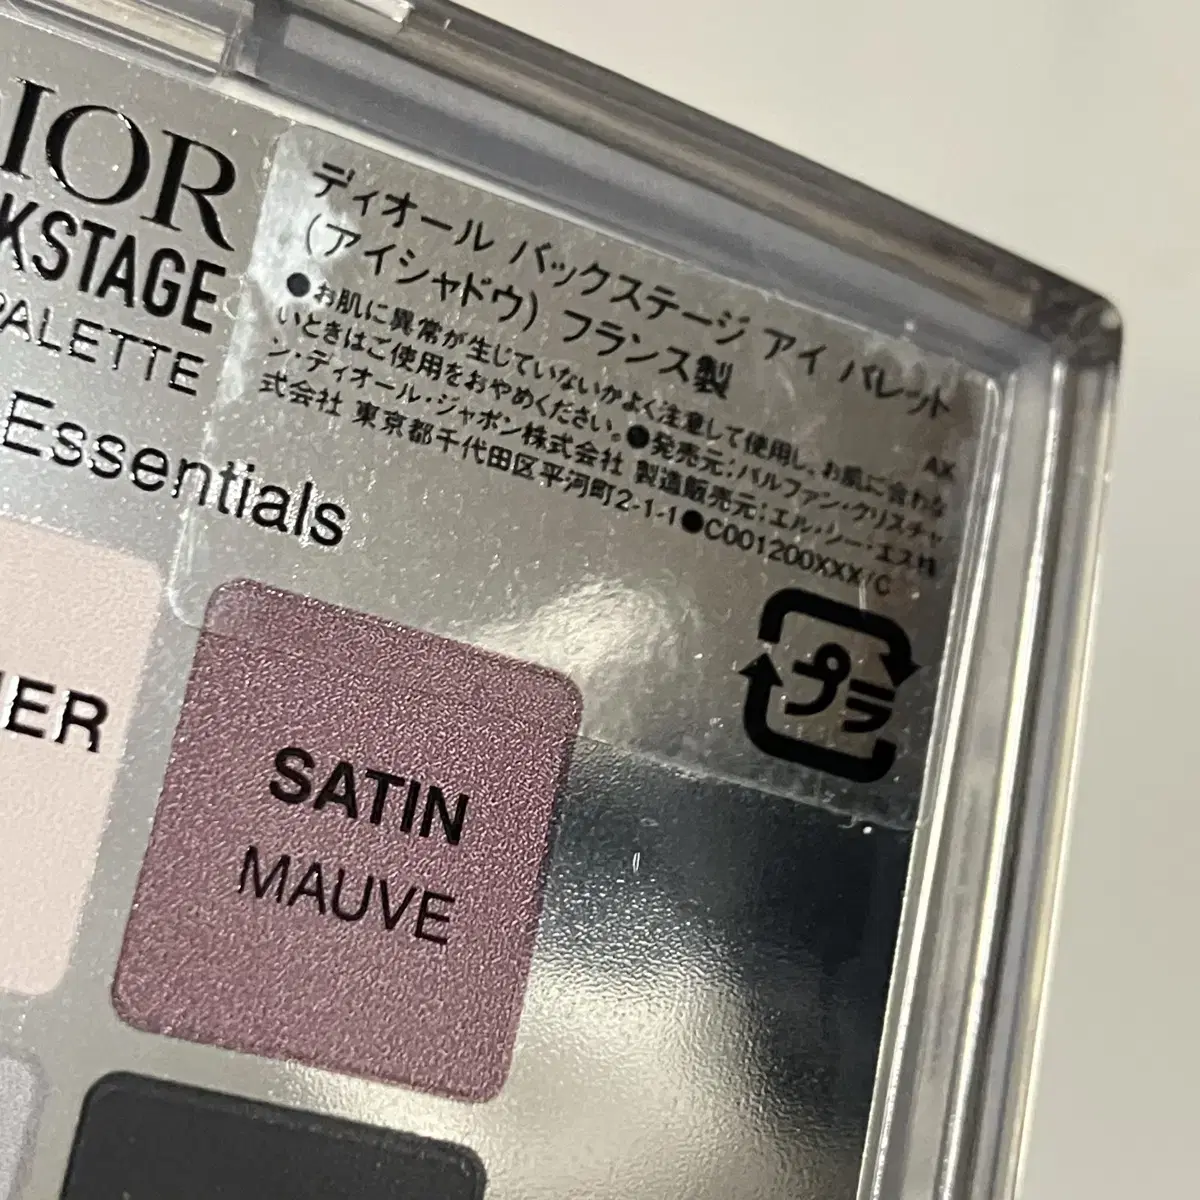 IOR
KSTAGE
PALETTE
Essentials
ディオール バックステージ アイ パレット
(アイシャドウ) フランス製
AX
●お肌に異常が生じていないかよく注意して使用し、お肌に合わな
いときはご使用をおやめください。●発売元:パルファン・クリスチャ
ン・ディオール・ジャポン株式会社 製造販売元:エル・シー・エス株
式会社 東京都千代田区平河町2-1-1●C001200XXX/C
プラ
ER
SATIN
MAUVE